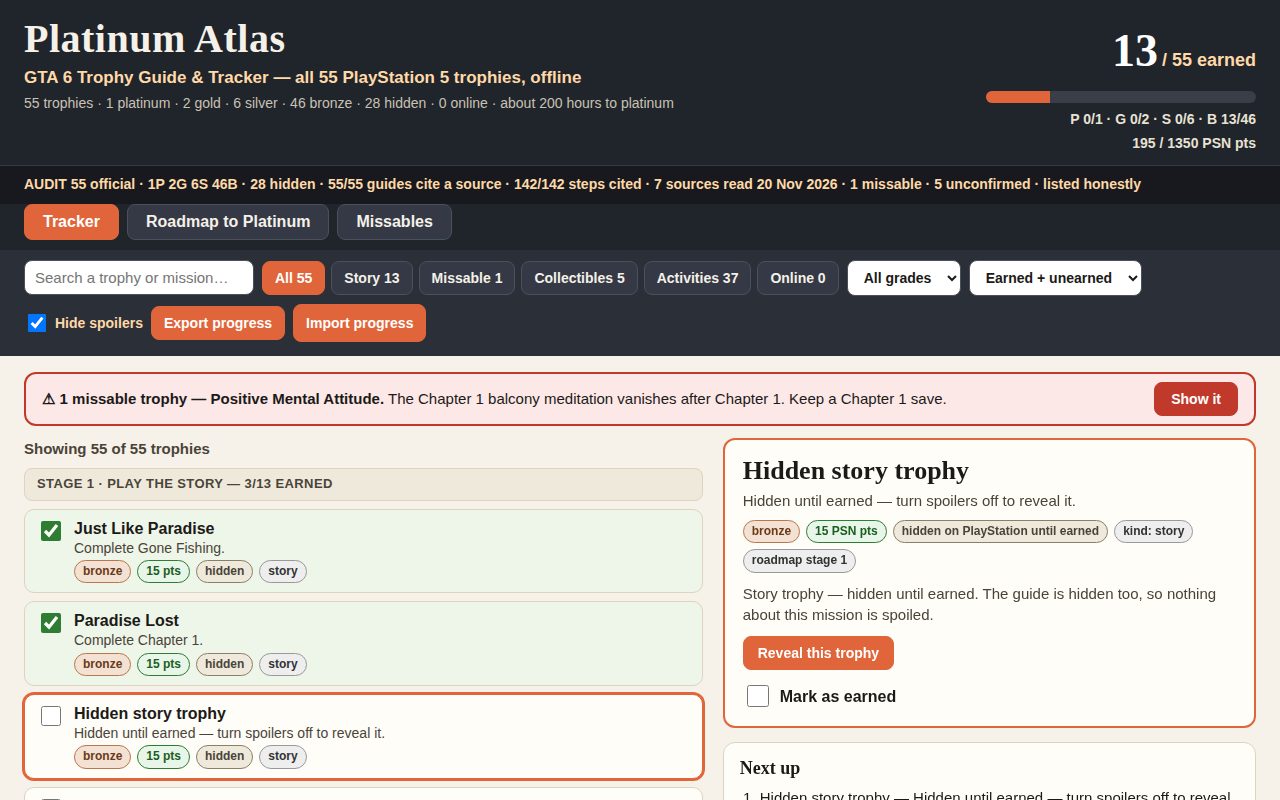 Platinum Atlas
GTA 6 Trophy Guide & Tracker — all 55 PlayStation 5 trophies, offline
55 trophies · 1 platinum · 2 gold · 6 silver · 46 bronze · 28 hidden · 0 online · about 200 hours to platinum
13 / 55 earned
P 0/1 · G 0/2 · S 0/6 · B 13/46
195 / 1350 PSN pts
AUDIT 55 official · 1P 2G 6S 46B · 28 hidden · 55/55 guides cite a source · 142/142 steps cited · 7 sources read 20 Nov 2026 · 1 missable · 5 unconfirmed · listed honestly
Tracker Roadmap to Platinum Missables
Search a trophy or mission… All 55 Story 13 Missable 1 Collectibles 5 Activities 37 Online 0 All grades Earned + unearned
Hide spoilers Export progress Import progress
⚠ 1 missable trophy — Positive Mental Attitude. The Chapter 1 balcony meditation vanishes after Chapter 1. Keep a Chapter 1 save. Show it
Showing 55 of 55 trophies
STAGE 1 · PLAY THE STORY — 3/13 EARNED
Just Like Paradise
Complete Gone Fishing.
bronze 15 pts hidden story
Paradise Lost
Complete Chapter 1.
bronze 15 pts hidden story
Hidden story trophy
Hidden until earned — turn spoilers off to reveal it.
bronze 15 pts hidden story
Hidden story trophy
Hidden until earned — turn spoilers off to reveal it.
bronze 15 PSN pts hidden on PlayStation until earned kind: story
roadmap stage 1
Story trophy — hidden until earned. The guide is hidden too, so nothing
about this mission is spoiled.
Reveal this trophy
Mark as earned
Next up
1. Hidden story trophy — Hidden until earned — turn spoilers off to reveal